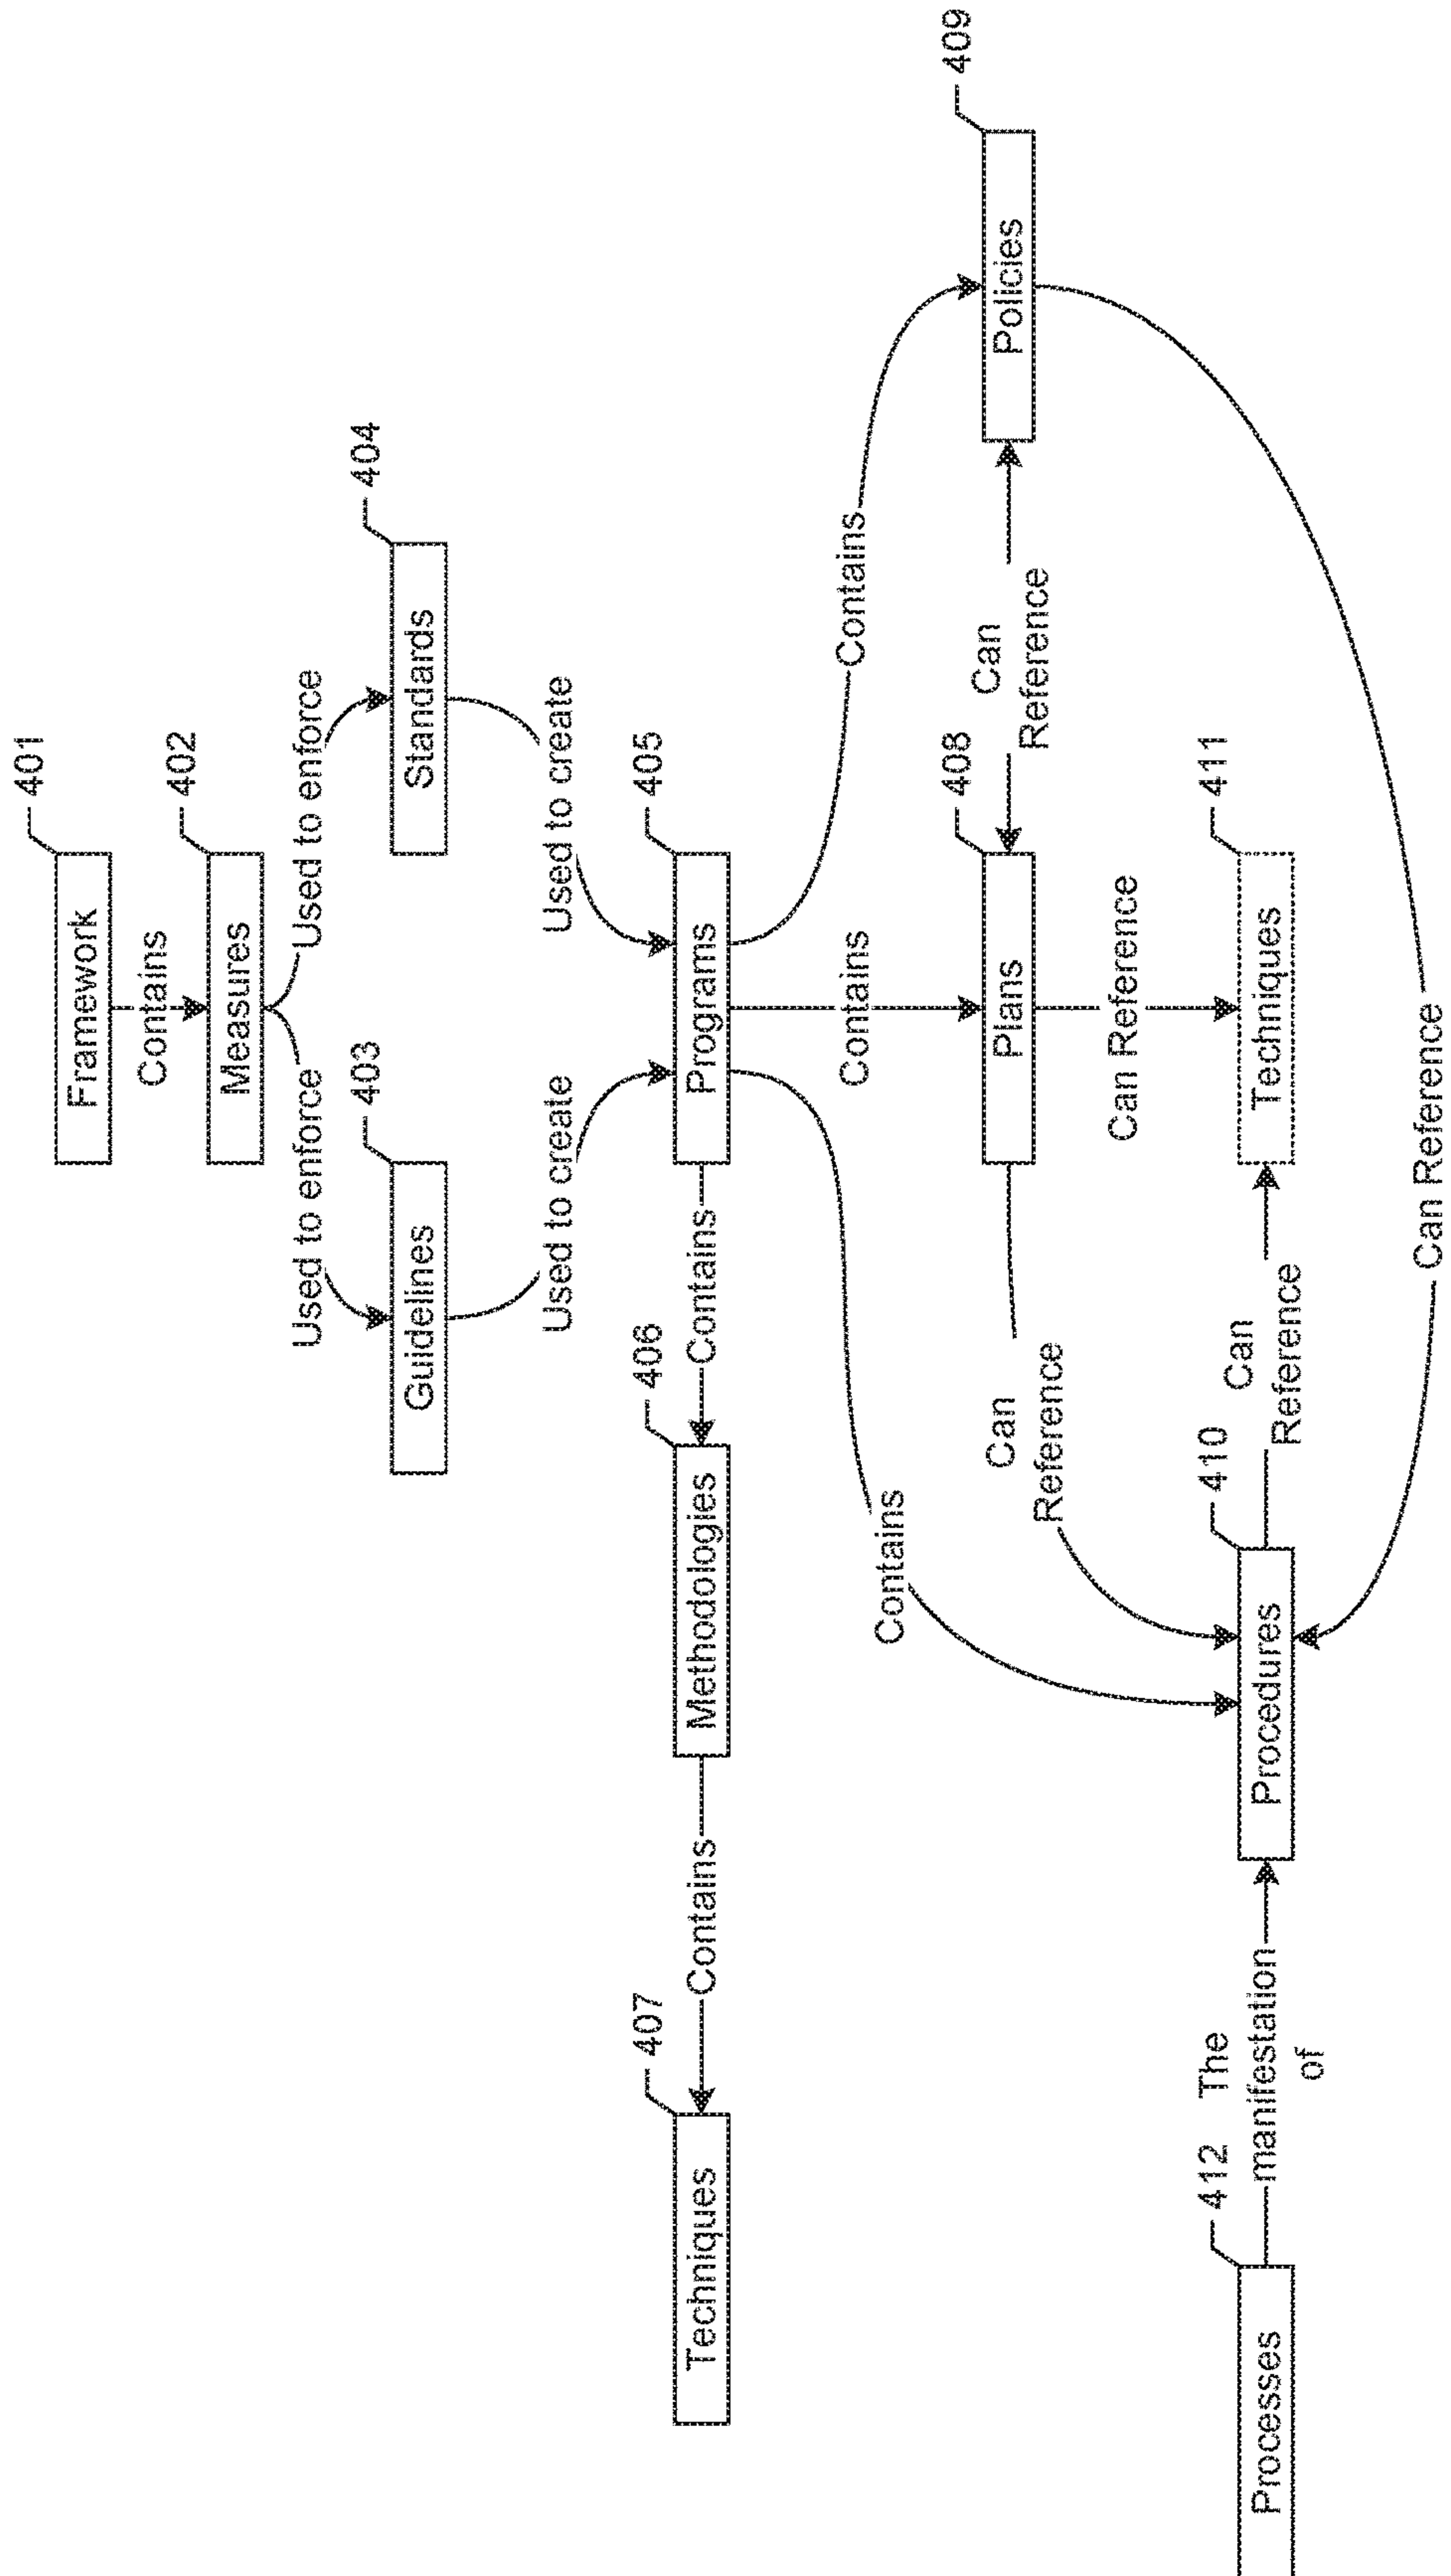 401
Framework
Contains
402
Measures
Used to enforce
Used to enforce
403
Guidelines
404
Standards
Used to create
Used to create
407
Techniques
Contains
406
Methodologies
Contains
405
Programs
Contains
Contains
Contains
408
Plans
Can
Reference
409
Policies
Can
Reference
Can Reference
412
Processes
The
manifestation
of
410
Procedures
Can
Reference
411
Techniques
Can Reference